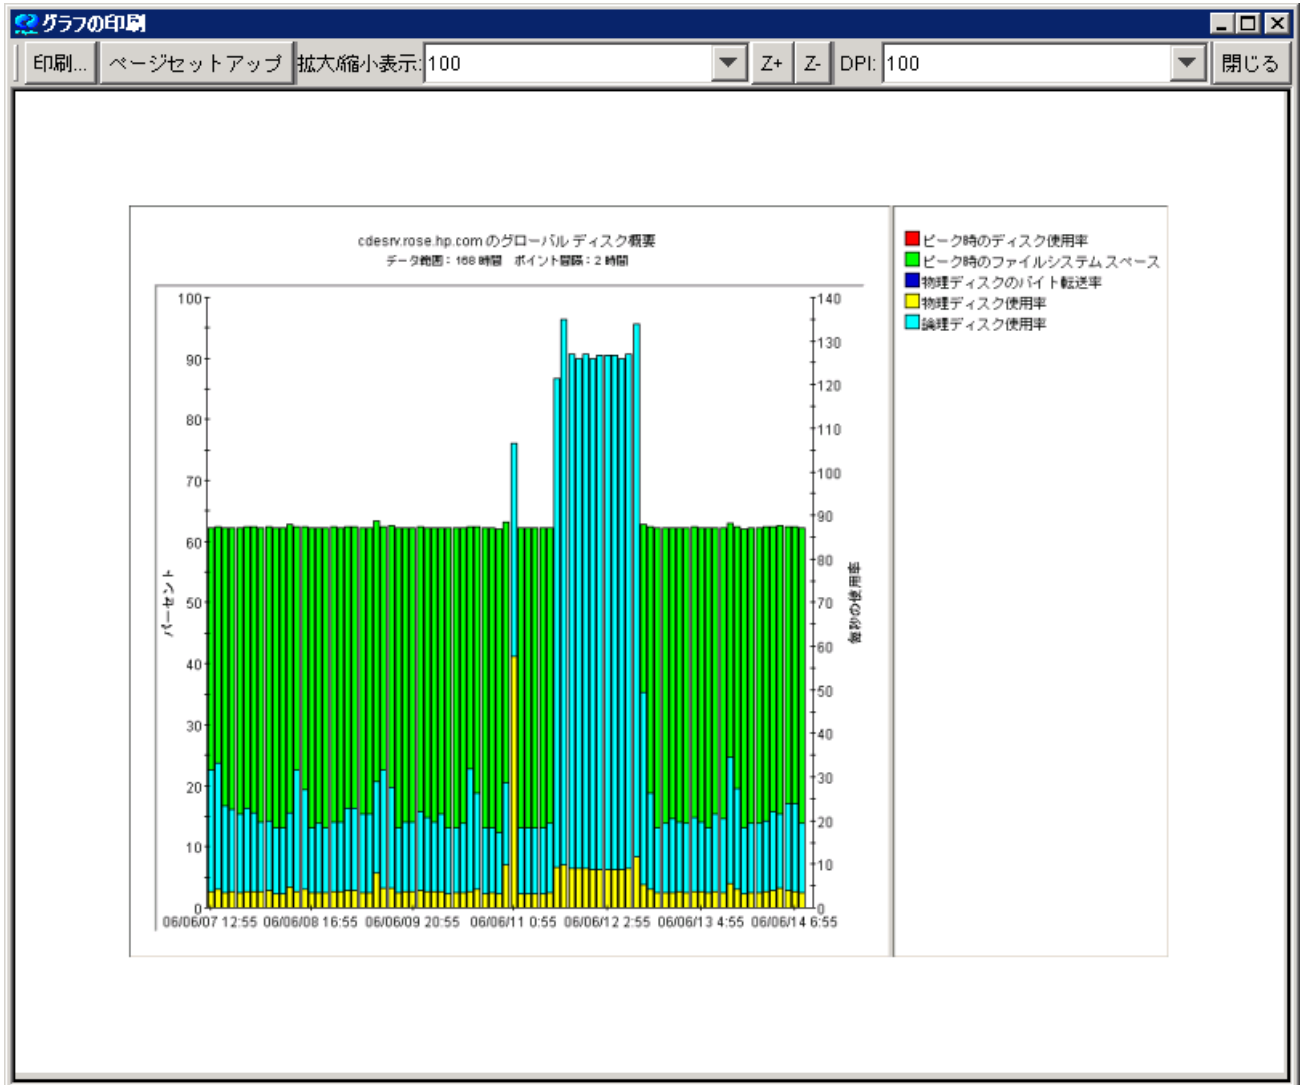 グラフの印刷
印刷... ページセットアップ 拡大/縮小表示: 100 Z+ Z- DPI: 100 閉じる
cdesrv.rose.hp.com のグローバル ディスク概要
データ範囲: 168 時間 ポイント間隔: 2 時間
ピーク時のディスク使用率
ピーク時のファイルシステム スペース
物理ディスクのバイト転送率
物理ディスク使用率
論理ディスク使用率
パーセント
100
90
80
70
60
50
40
30
20
10
0
140
130
120
110
100
90
80
70
60
50
40
30
20
10
0
毎秒の使用率
06/06/07 12:55 06/06/08 16:55 06/06/09 20:55 06/06/11 0:55 06/06/12 2:55 06/06/13 4:55 06/06/14 6:55